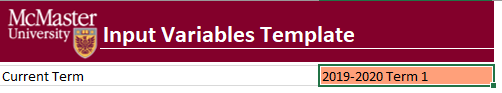 McMaster
University
Input Variables Template
Current Term 2019-2020 Term 1